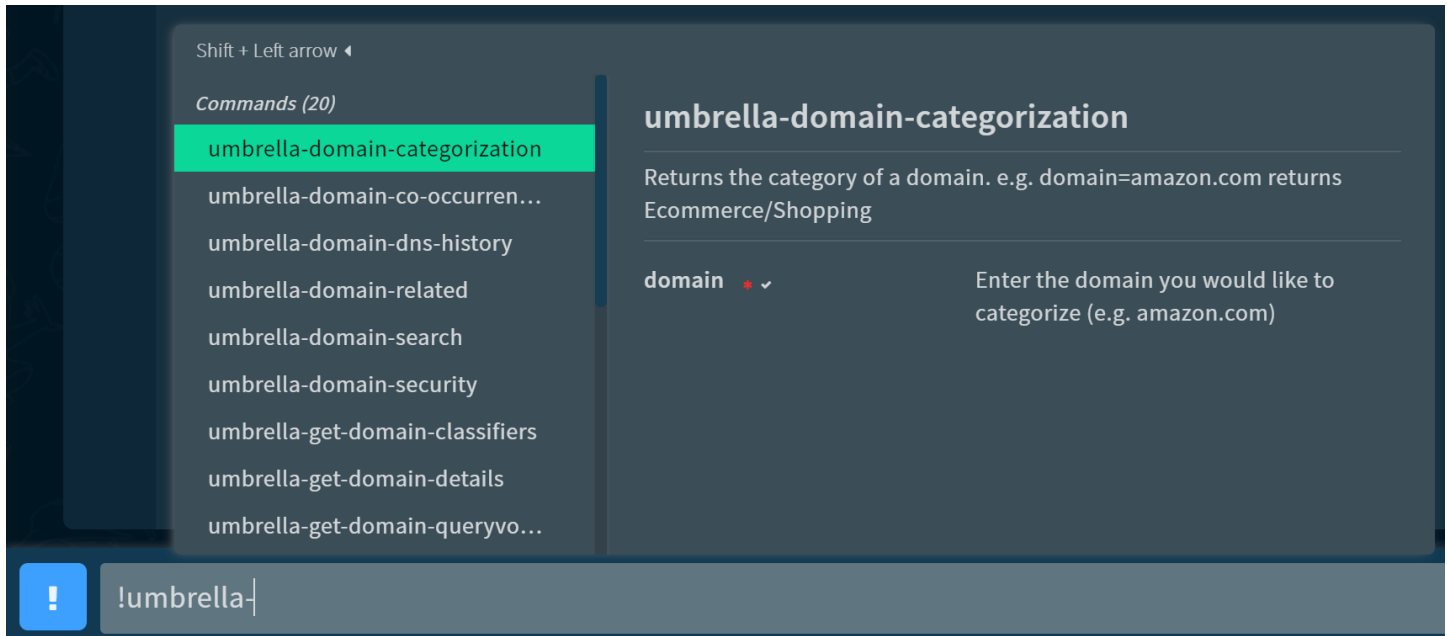 Shift + Left arrow
Commands (20)
umbrella-domain-categorization
umbrella-domain-co-occurren...
umbrella-domain-dns-history
umbrella-domain-related
umbrella-domain-search
umbrella-domain-security
umbrella-get-domain-classifiers
umbrella-get-domain-details
umbrella-get-domain-queryvo...
umbrella-domain-categorization
Returns the category of a domain. e.g. domain=amazon.com returns
Ecommerce/Shopping
domain *
Enter the domain you would like to
categorize (e.g. amazon.com)
!
!umbrella-